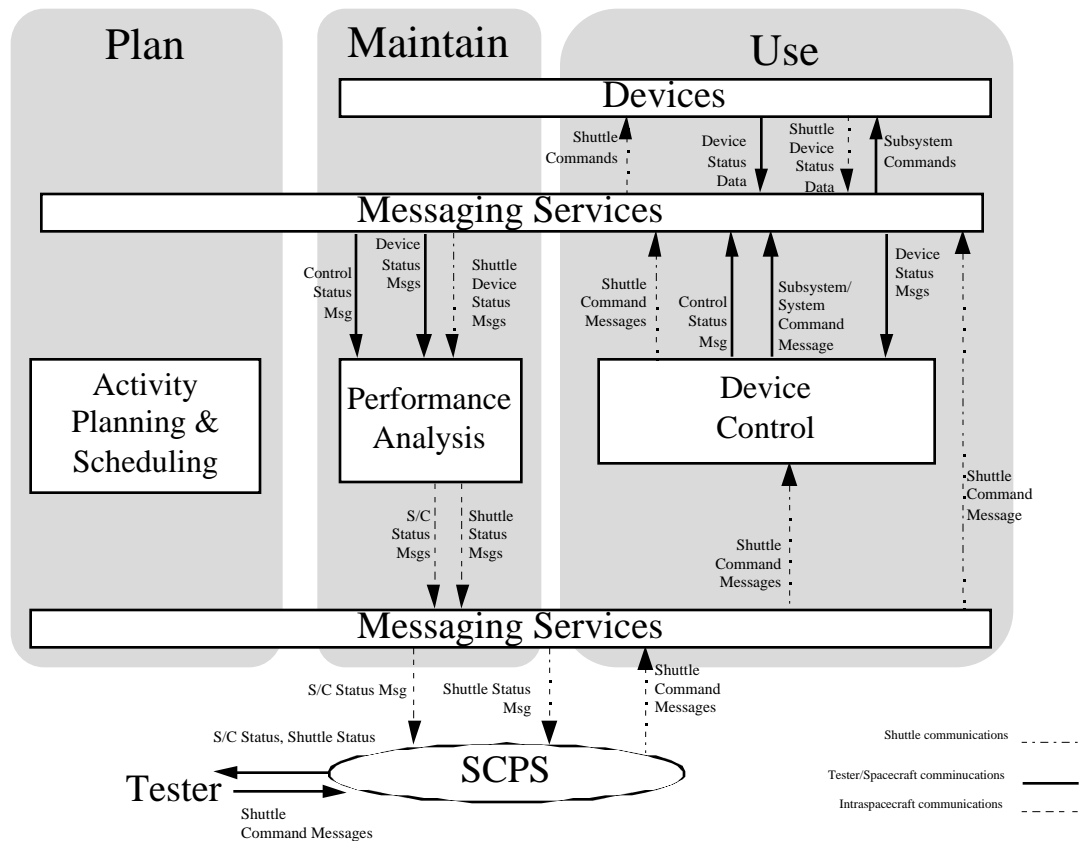 Plan
Maintain
Use
Devices
Shuttle
Commands
Device
Status
Data
Shuttle
Device
Status
Data
Subsystem
Commands
Messaging Services
Control
Status
Msg
Device
Status
Msgs
Shuttle
Device
Status
Msgs
Shuttle
Command
Messages
Control
Status
Msg
Subsystem/
System
Command
Message
Device
Status
Msgs
Activity
Planning &
Scheduling
Performance
Analysis
Device
Control
S/C
Status
Msgs
Shuttle
Status
Msgs
Shuttle
Command
Messages
Shuttle
Command
Message
Messaging Services
S/C Status Msg
Shuttle Status
Msg
Shuttle
Command
Messages
S/C Status, Shuttle Status
SCPS
Tester
Shuttle
Command Messages
Shuttle communications
Tester/Spacecraft comminucations
Intraspacecraft communications